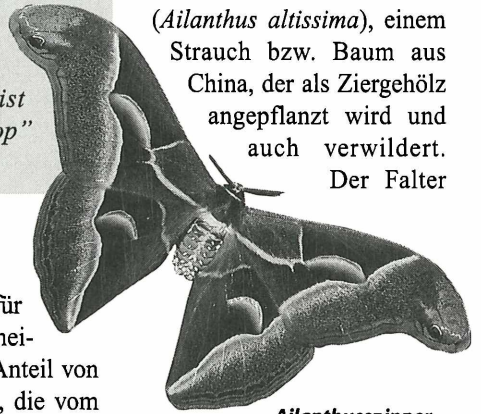 (Ailanthus altissima), einem
Strauch bzw. Baum aus
China, der als Ziergehölz
angepflanzt wird und
auch verwildert.
Der Falter
ist
op”
für
nei-
Anteil von
, die vom
Ailanthusspinner